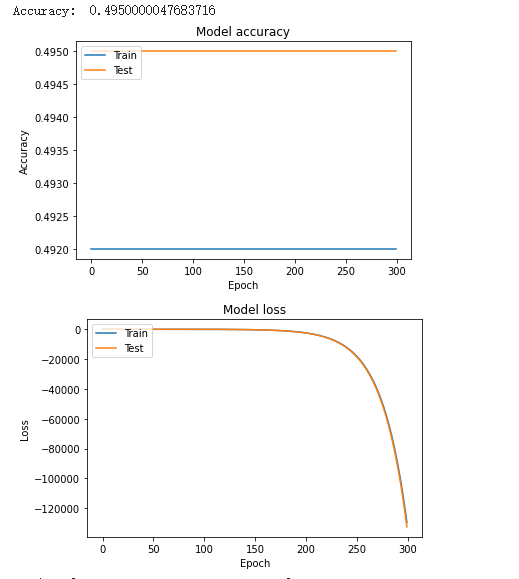 Accuracy: 0.4950000047683716
Model accuracy
0.4950
0.4945
0.4940
0.4935
0.4930
0.4925
0.4920
Accuracy
Train
Test
0 50 100 150 200 250 300
Epoch
Model loss
0
−20000
−40000
−60000
−80000
−100000
−120000
Loss
Train
Test
0 50 100 150 200 250 300
Epoch